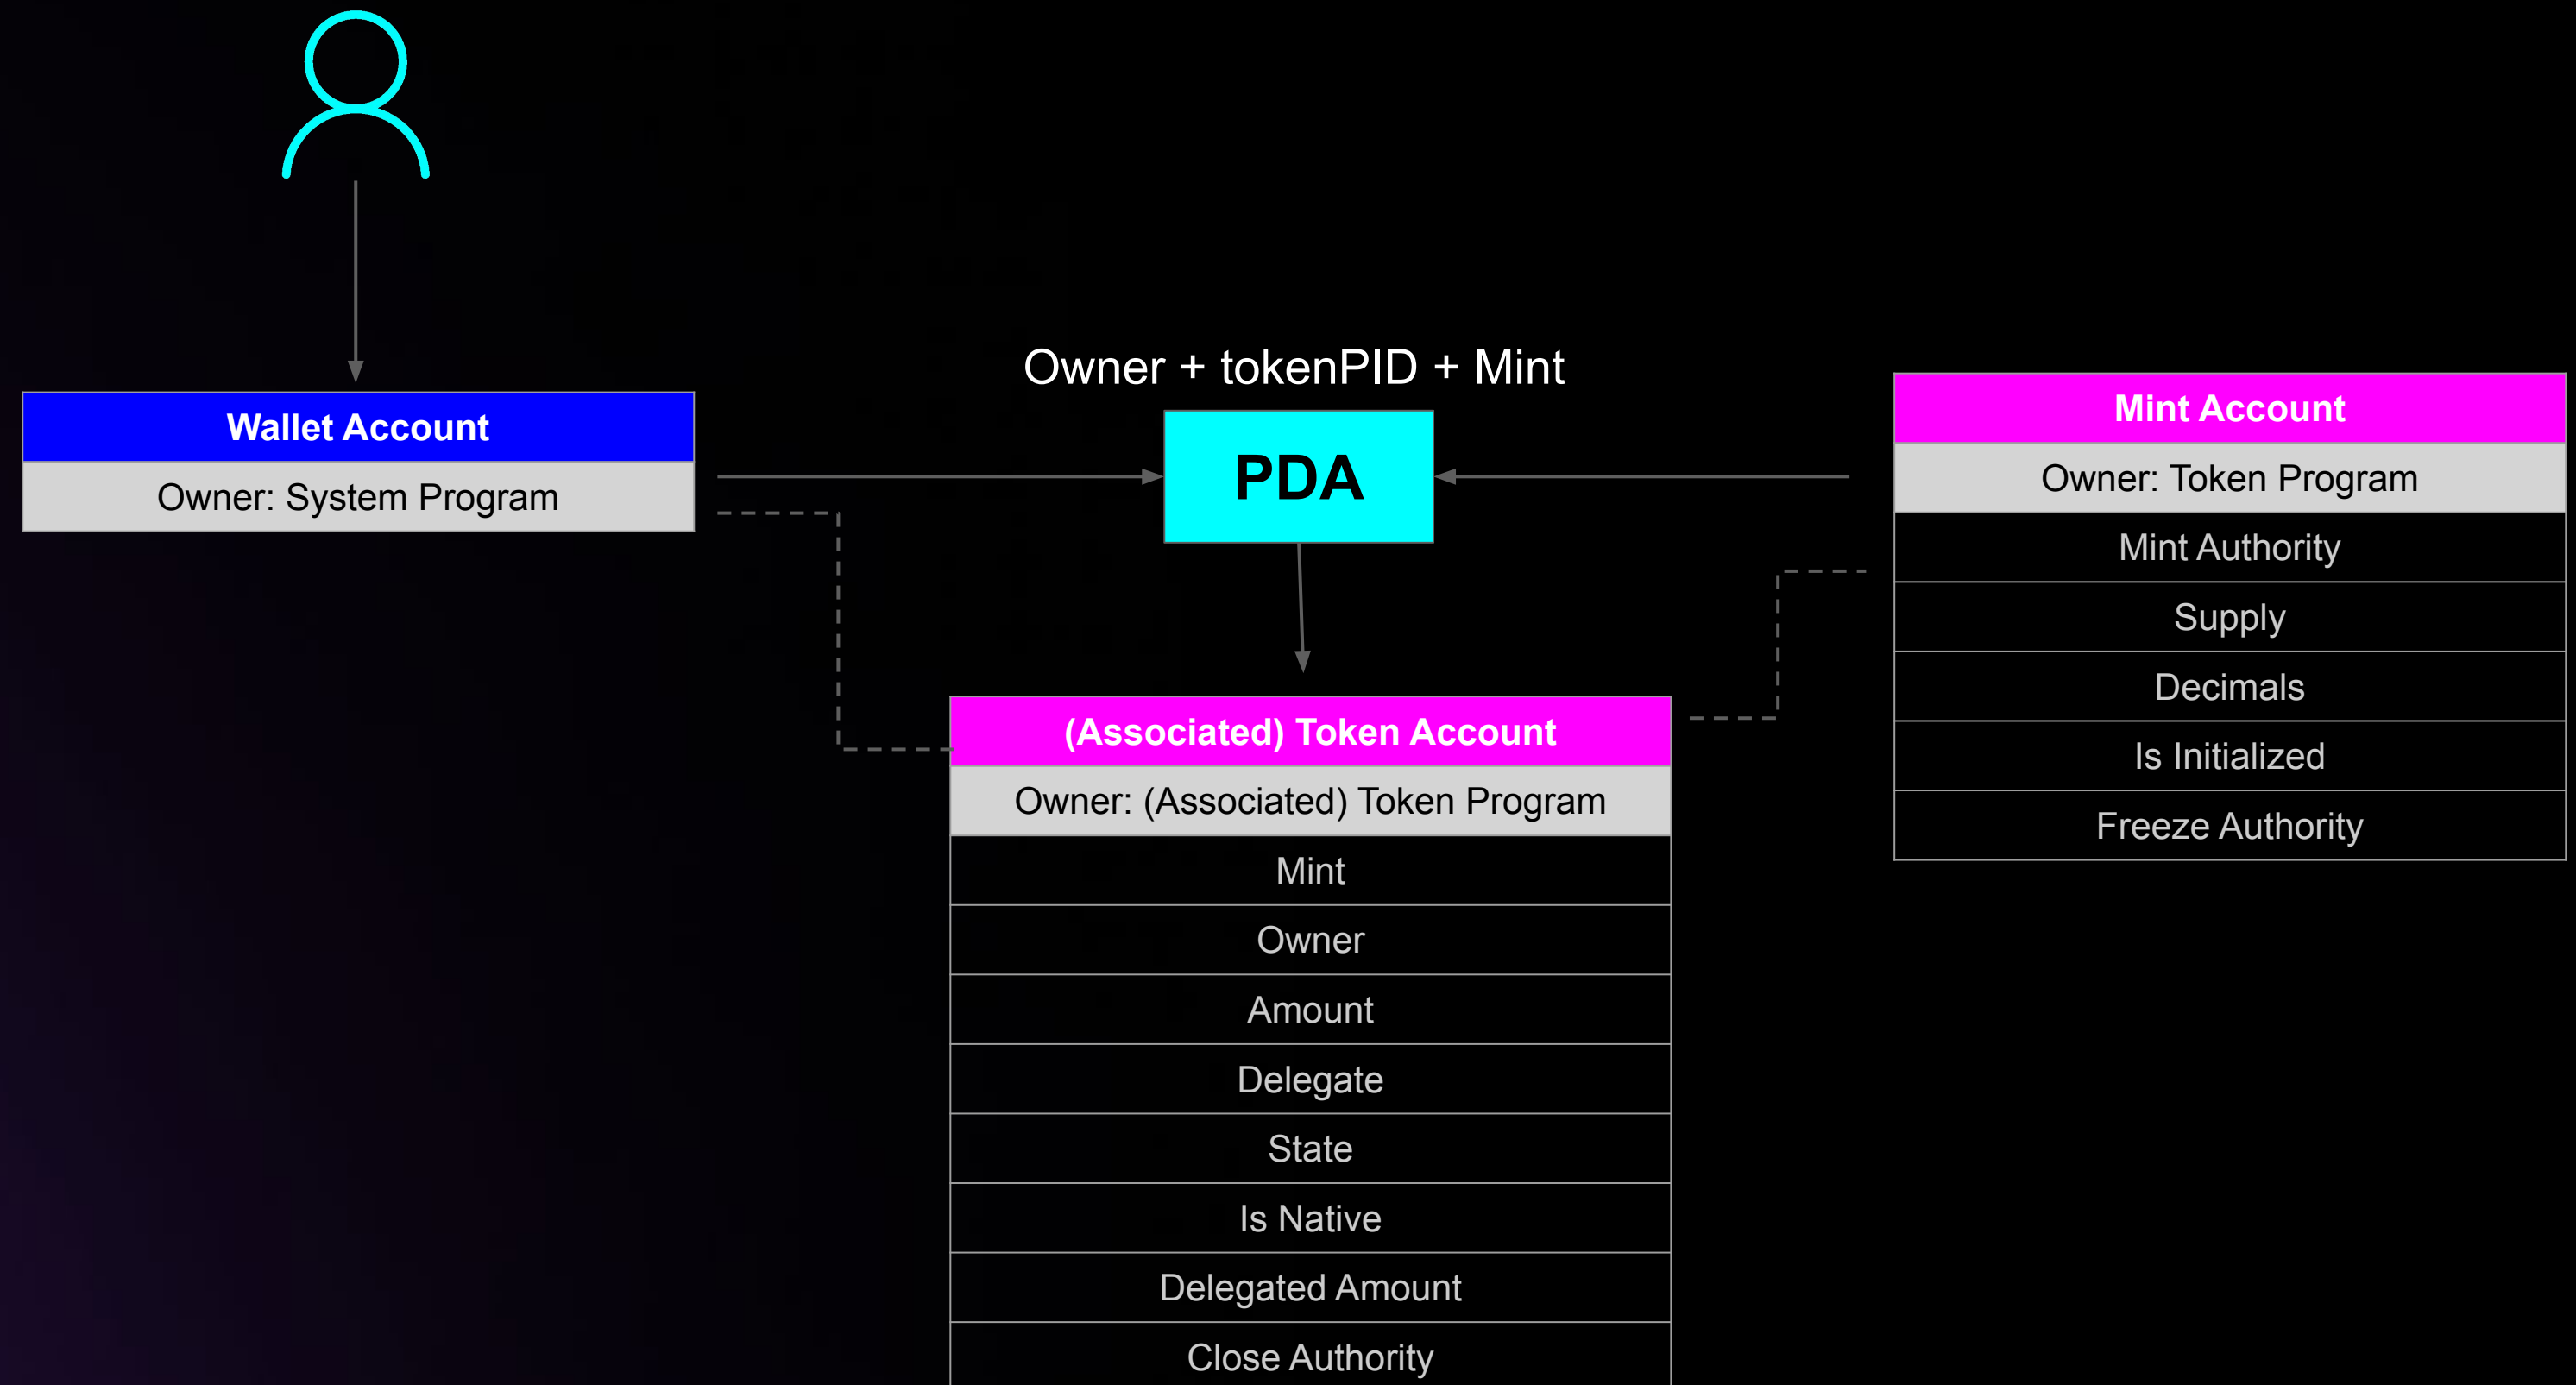 Owner + tokenPID + Mint
Wallet Account
Owner: System Program
PDA
Mint Account
Owner: Token Program
Mint Authority
Supply
Decimals
Is Initialized
Freeze Authority
(Associated) Token Account
Owner: (Associated) Token Program
Mint
Owner
Amount
Delegate
State
Is Native
Delegated Amount
Close Authority